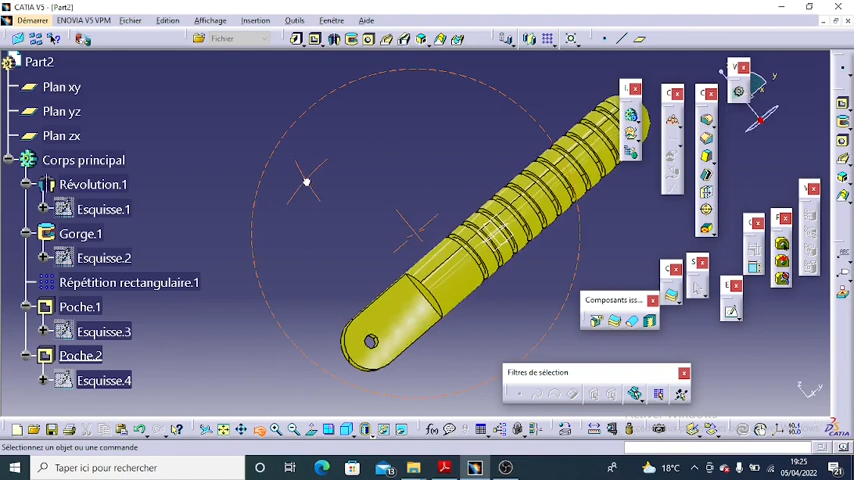 CATIA V5 - [Part2]
Démarrer ENOVIA V5 VPM Fichier Edition Affichage Insertion Outils Fenêtre Aide
Fichier
Part2
Plan xy
Plan yz
Plan zx
Corps principal
Révolution.1
Esquisse.1
Gorge.1
Esquisse.2
Répétition rectangulaire.1
Poche.1
Esquisse.3
Poche.2
Esquisse.4
Composants iss...
Filtres de sélection
Sélectionnez un objet ou une commande
Taper ici pour rechercher
13
18°C
19:25
05/04/2022